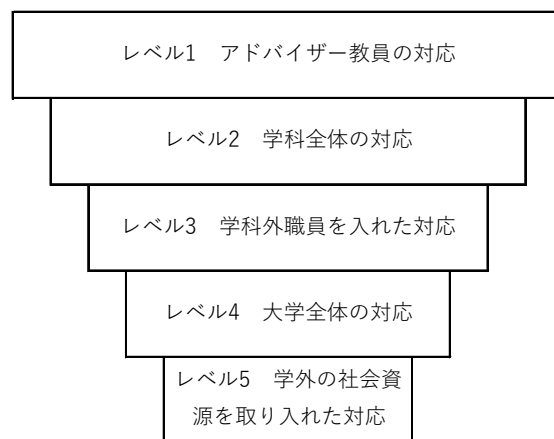 レベル1　アドバイザー教員の対応
レベル2　学科全体の対応
レベル3　学科外職員を入れた対応
レベル4　大学全体の対応
レベル5　学外の社会資
源を取り入れた対応